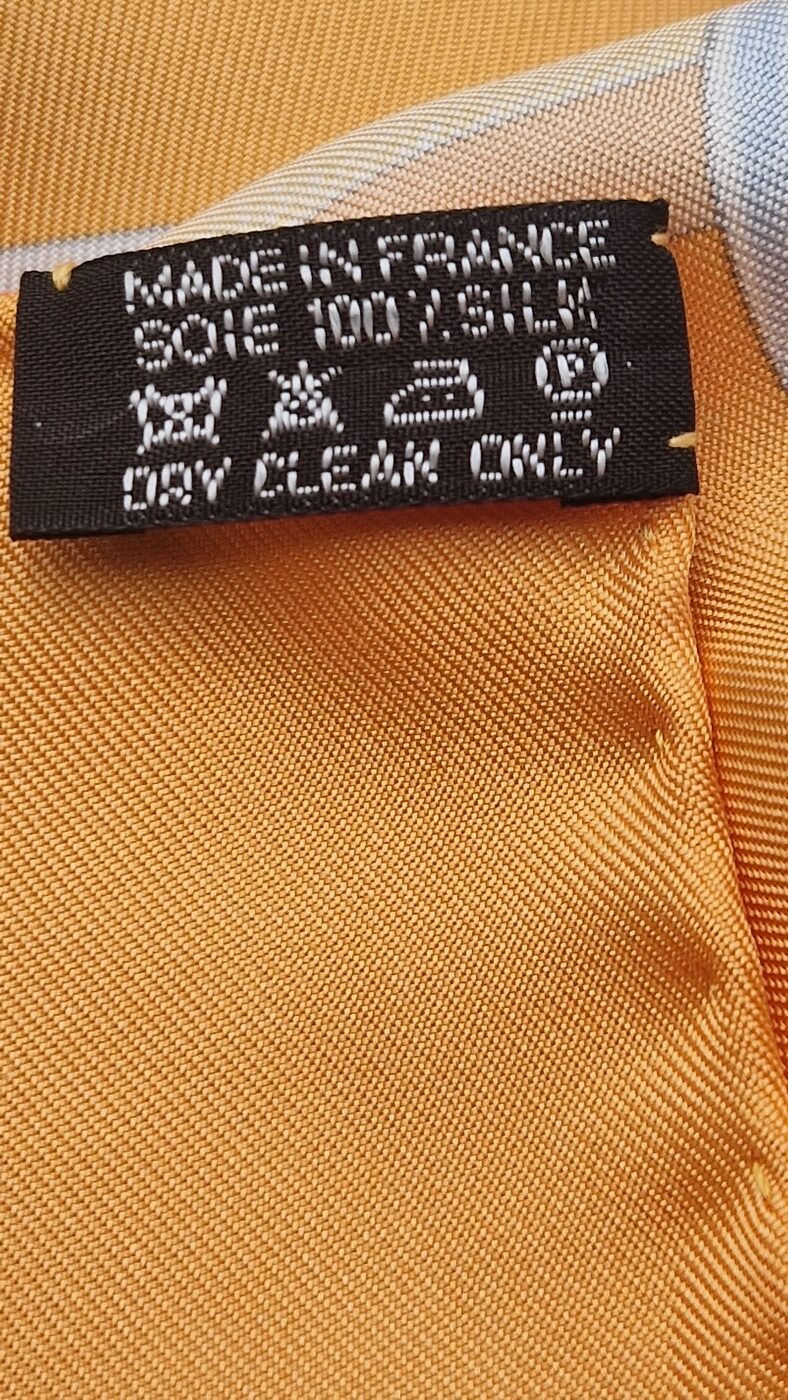 MADE IN FRANCE
SOIE 100% SILK
P
DRY CLEAN ONLY